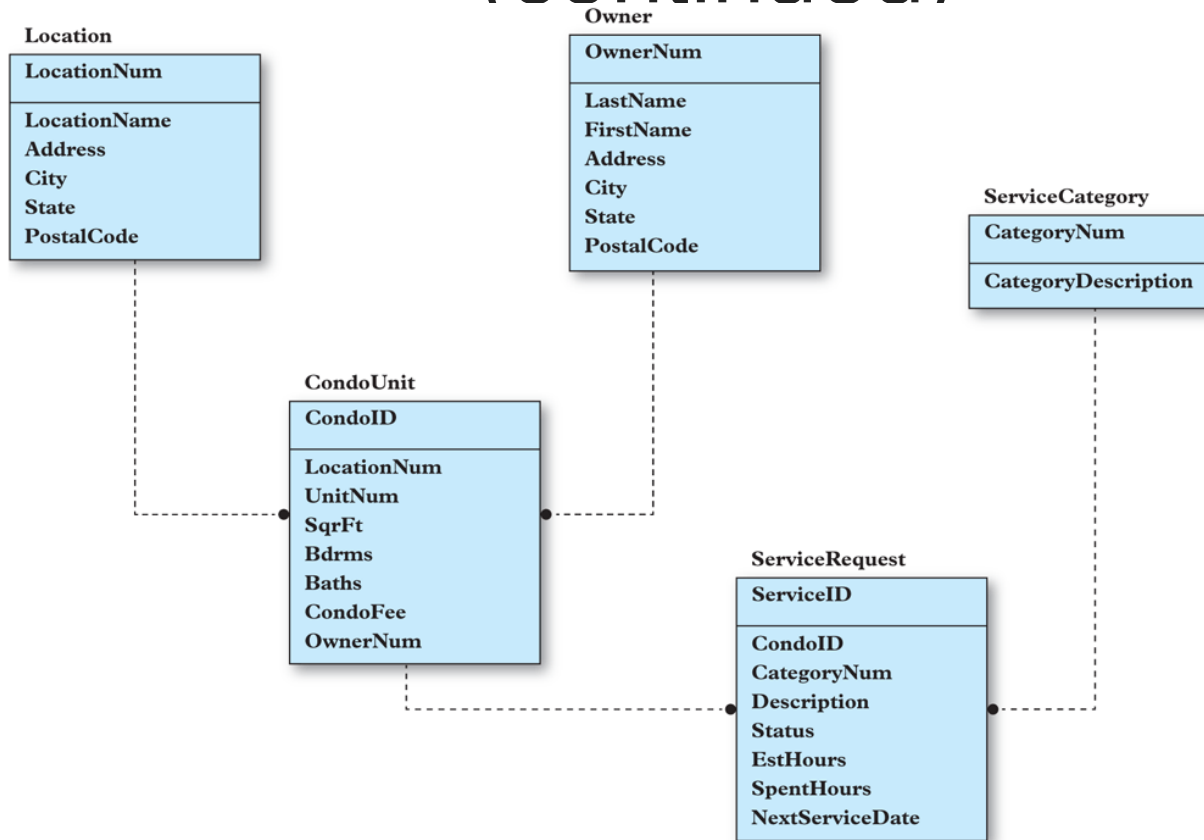 (continued)
Location
LocationNum
LocationName
Address
City
State
PostalCode
Owner
OwnerNum
LastName
FirstName
Address
City
State
PostalCode
ServiceCategory
CategoryNum
CategoryDescription
CondoUnit
CondoID
LocationNum
UnitNum
SqrFt
Bdrms
Baths
CondoFee
OwnerNum
ServiceRequest
ServiceID
CondoID
CategoryNum
Description
Status
EstHours
SpentHours
NextServiceDate